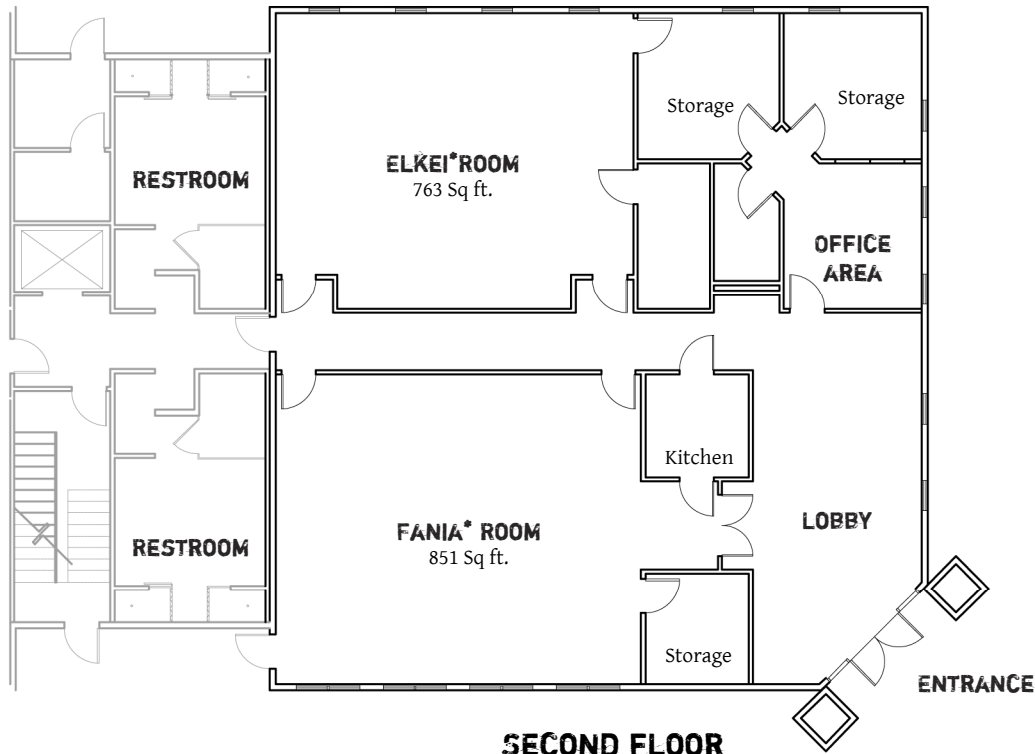 Storage
Storage
ELKEI* ROOM
763 Sq ft.
RESTROOM
OFFICE
AREA
Kitchen
LOBBY
FANIA* ROOM
851 Sq ft.
RESTROOM
Storage
ENTRANCE
SECOND FLOOR